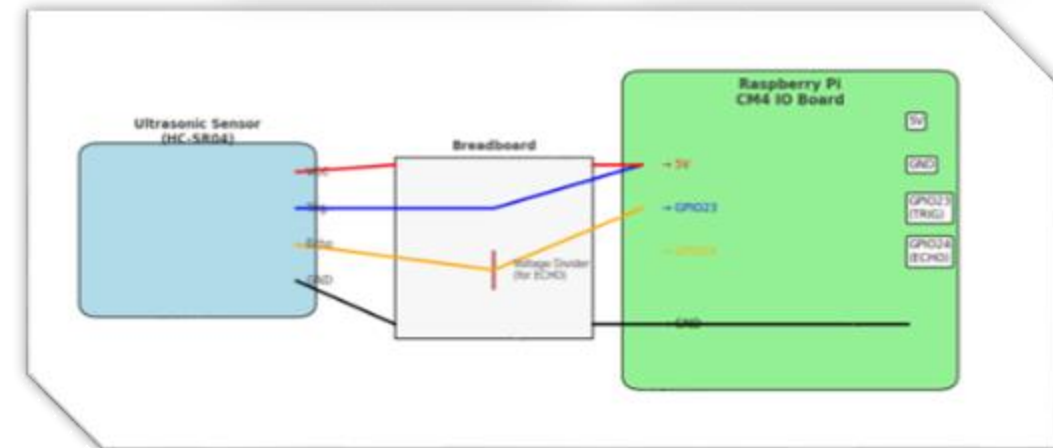 Ultrasonic Sensor
(HC-SR04)
VCC
Trig
Echo
GND
Breadboard
Voltage Divider
(for ECHO)
Raspberry Pi
CM4 IO Board
→ 5V
→ GPIO23
→ GPIO24
→ GND
5V
GND
GPIO23
(TRIG)
GPIO24
(ECHO)